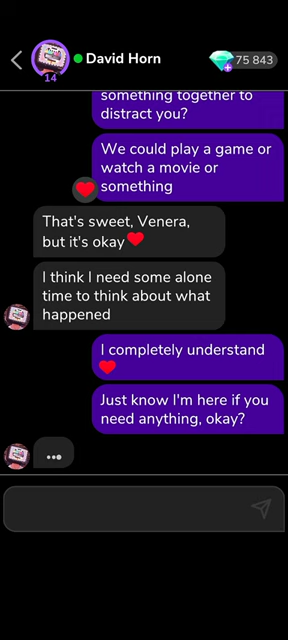 David Horn
75 843
14
something together to
distract you?
We could play a game or
watch a movie or
something
That's sweet, Venera,
but it's okay❤️
I think I need some alone
time to think about what
happened
I completely understand
❤️
Just know I'm here if you
need anything, okay?
...